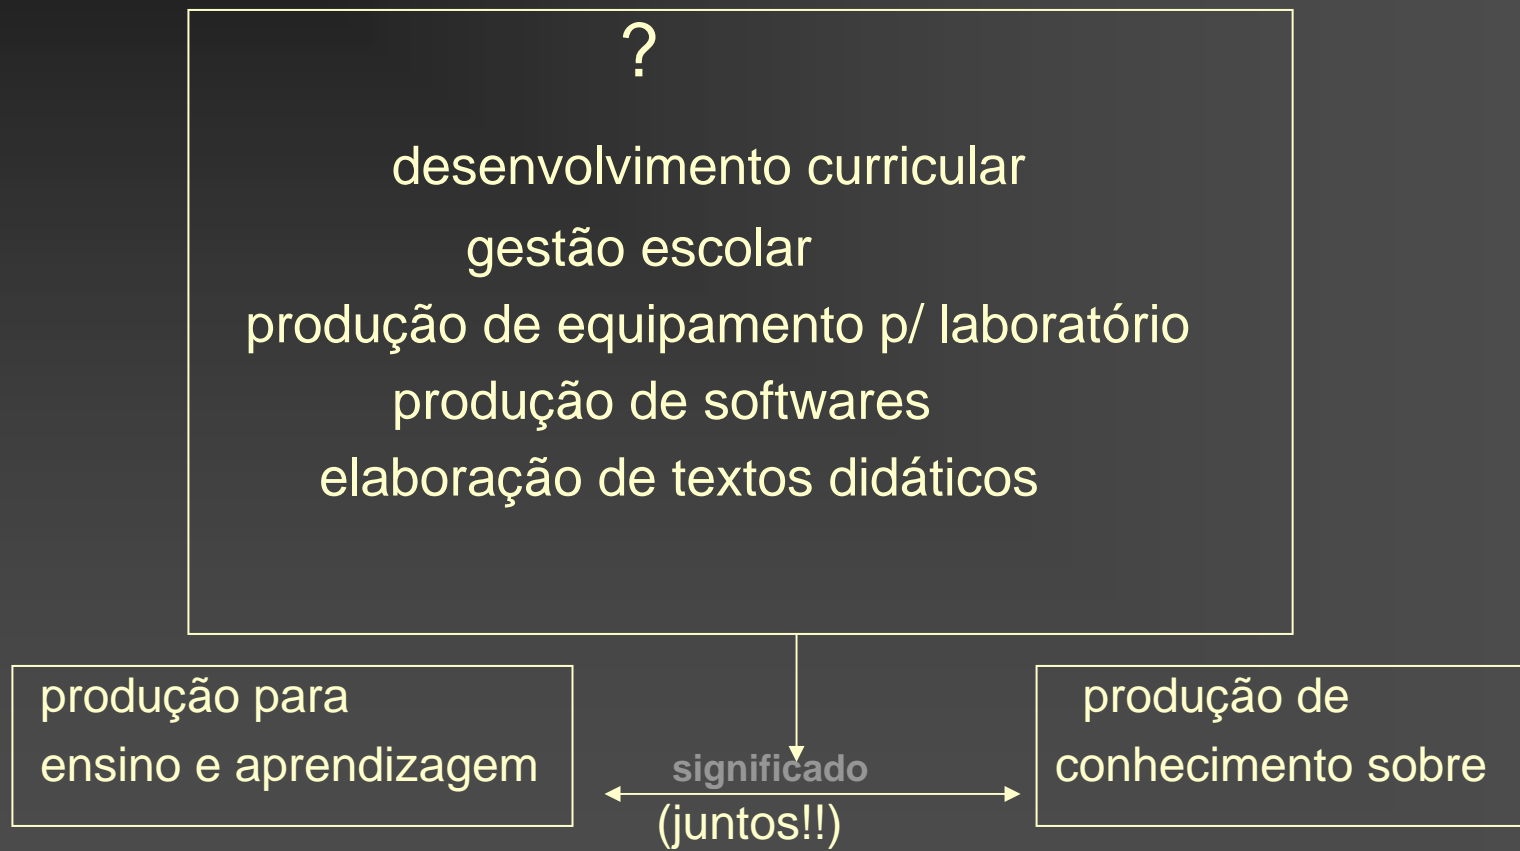 ?
desenvolvimento curricular
gestão escolar
produção de equipamento p/ laboratório
produção de softwares
elaboração de textos didáticos
produção para
ensino e aprendizagem
significado
(juntos!!)
produção de
conhecimento sobre